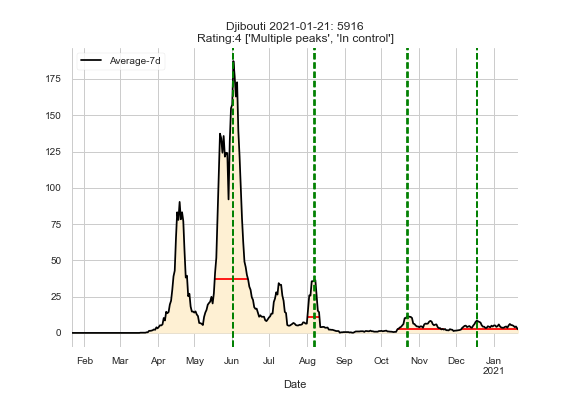 Djibouti 2021-01-21: 5916
Rating:4 ['Multiple peaks', 'In control']
Average-7d
175
150
125
100
75
50
25
0
Feb Mar Apr May Jun Jul Aug Sep Oct Nov Dec Jan
2021
Date